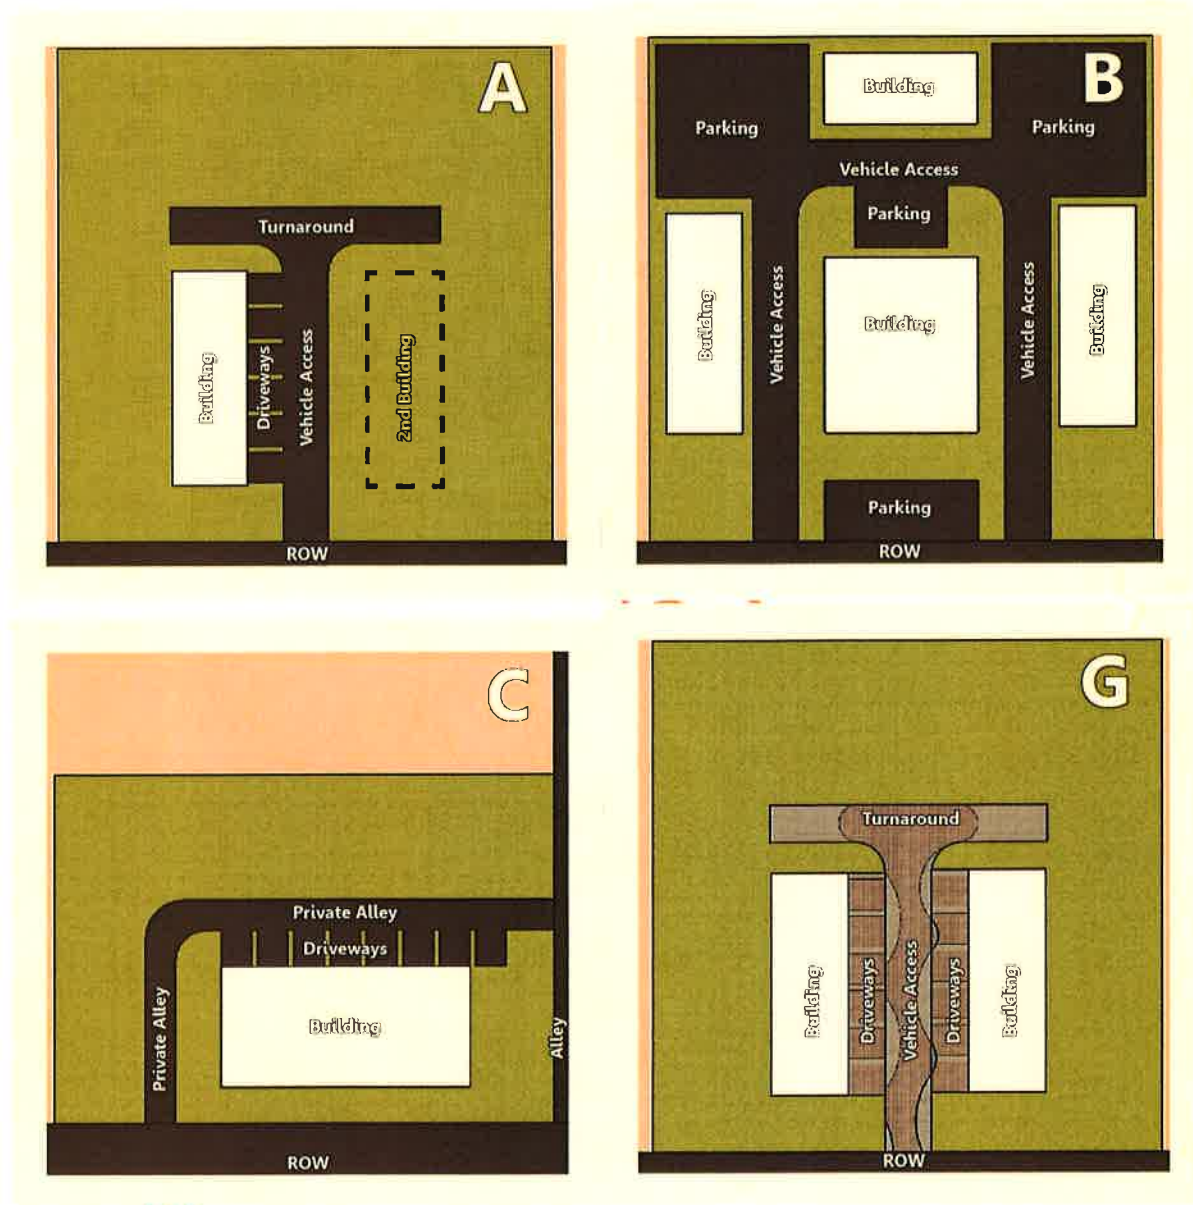 A
Turnaround
Building
Driveways
Vehicle Access
2nd Building
ROW
B
Building
Parking
Parking
Vehicle Access
Parking
Building
Vehicle Access
Building
Vehicle Access
Building
Parking
ROW
C
Private Alley
Driveways
Building
Private Alley
Alley
ROW
G
Turnaround
Building
Driveways
Vehicle Access
Driveways
Building
ROW